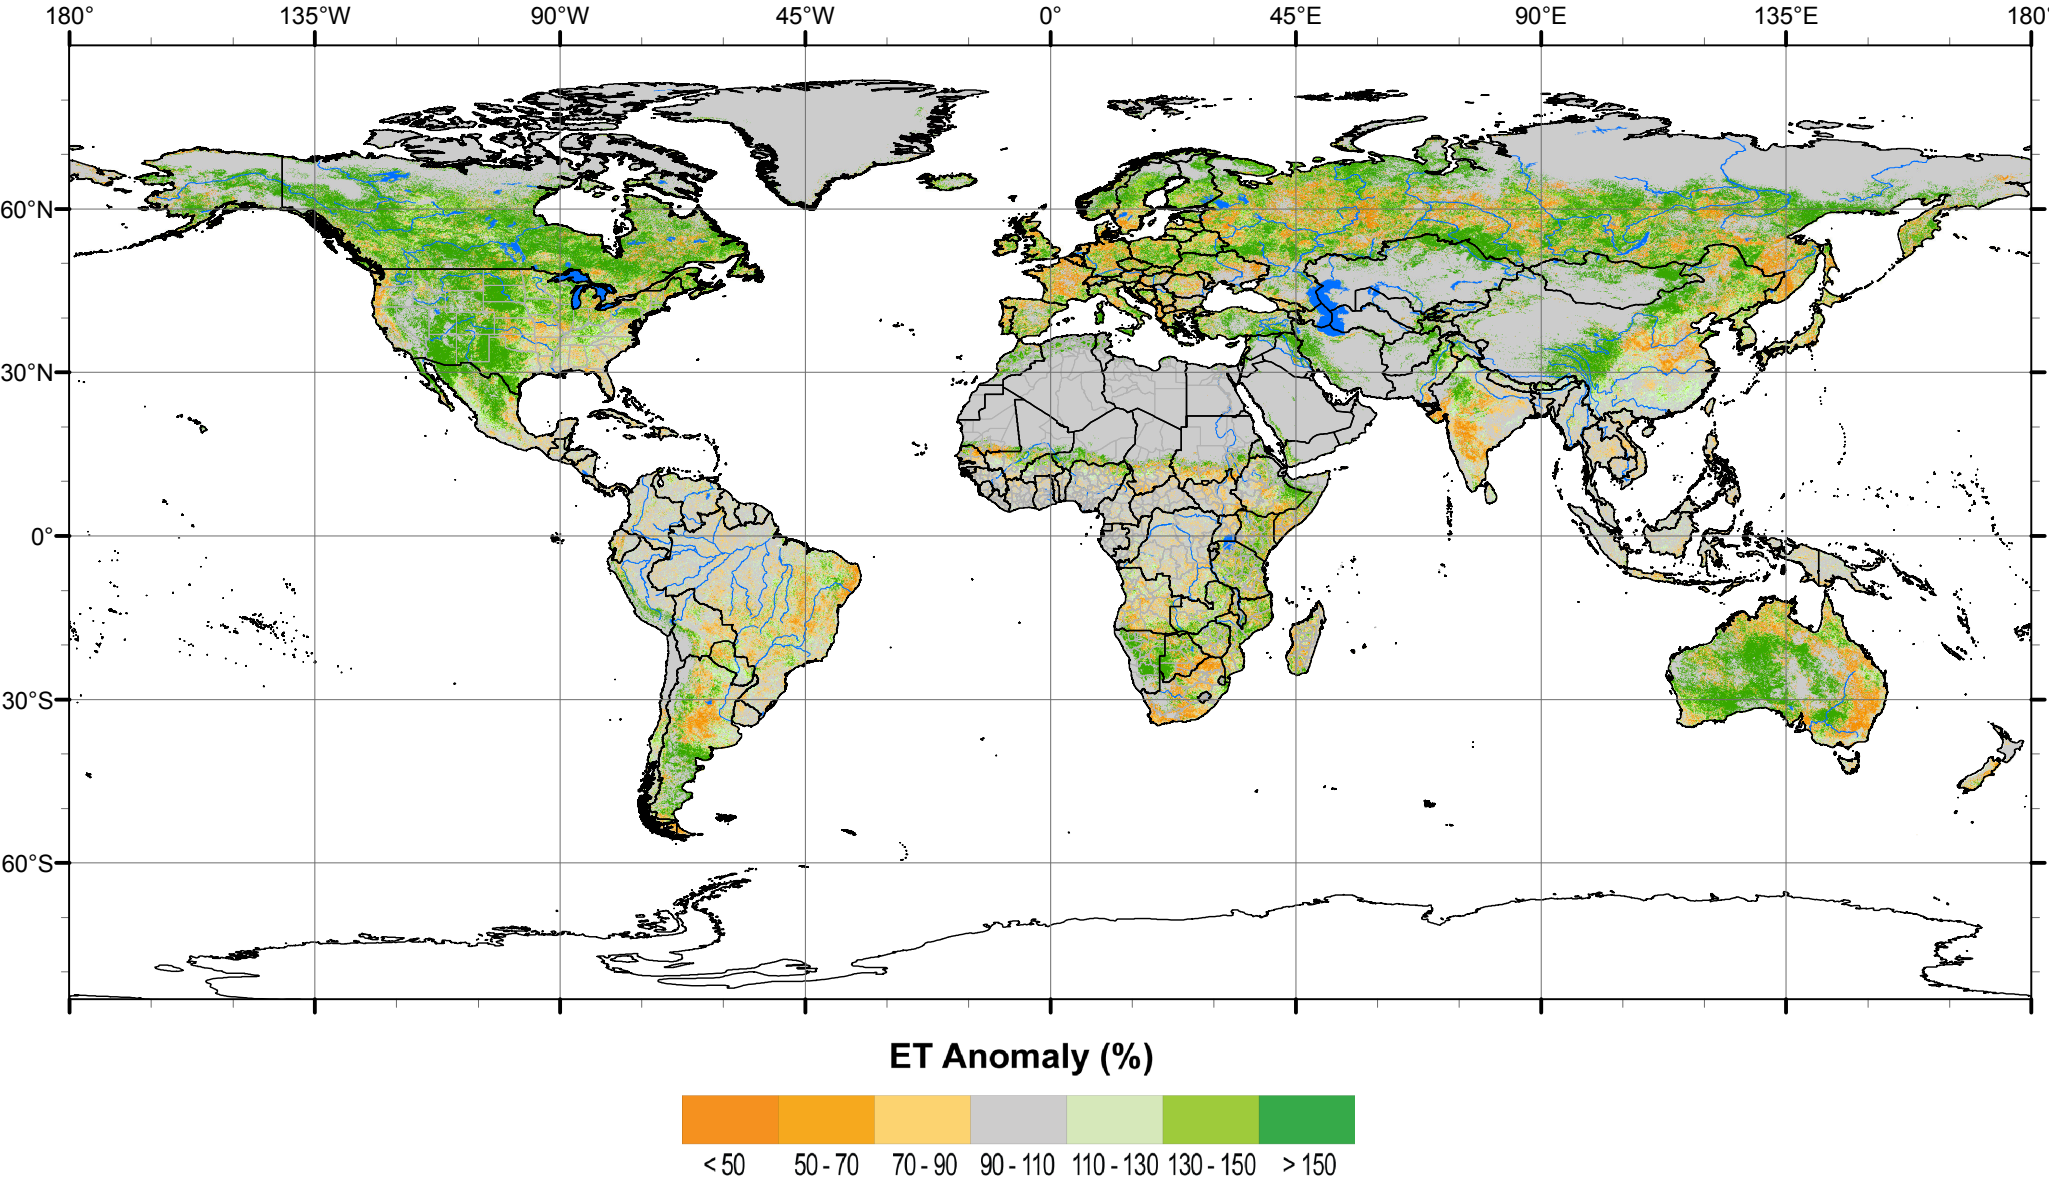 180° 135°W 90°W 45°W 0° 45°E 90°E 135°E 180°
60°N
30°N
0°
30°S
60°S
ET Anomaly (%)
< 50 50 - 70 70 - 90 90 - 110 110 - 130 130 - 150 > 150